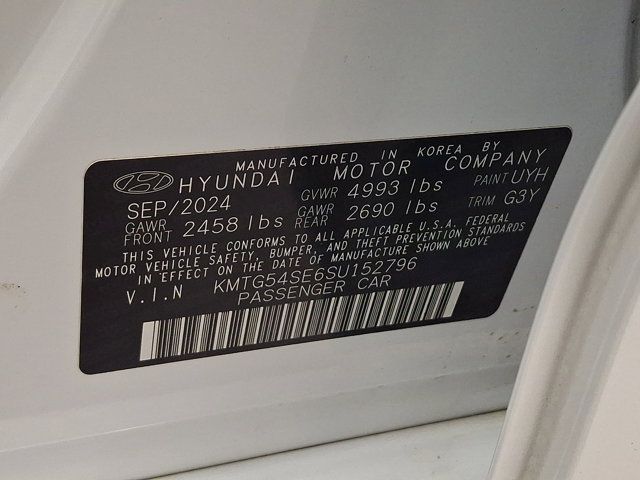 MANUFACTURED IN KOREA BY
HYUNDAI MOTOR COMPANY
SEP/2024 GVWR 4993 lbs PAINT UYH
GAWR FRONT 2458 lbs GAWR REAR 2690 lbs TRIM G3Y
THIS VEHICLE CONFORMS TO ALL APPLICABLE U.S.A. FEDERAL
MOTOR VEHICLE SAFETY, BUMPER, AND THEFT PREVENTION STANDARDS
IN EFFECT ON THE DATE OF MANUFACTURE SHOWN ABOVE
V.I.N KMTG54SE6SU152796
PASSENGER CAR